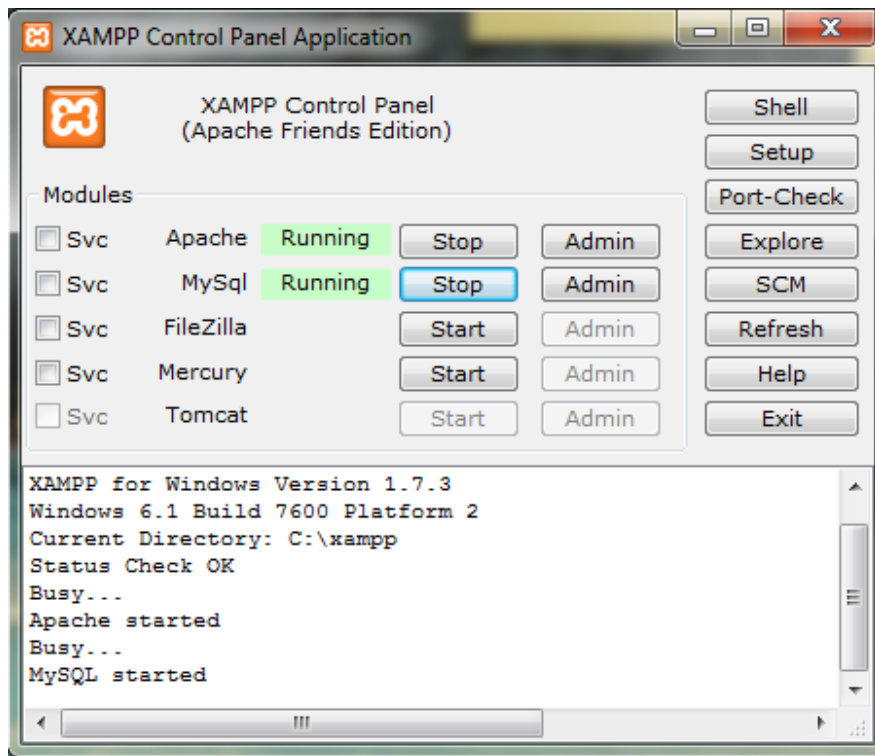 XAMPP Control Panel Application
XAMPP Control Panel
(Apache Friends Edition)
Shell
Setup
Port-Check
Explore
SCM
Refresh
Help
Exit
Modules
Svc Apache Running Stop Admin
Svc MySql Running Stop Admin
Svc FileZilla Start Admin
Svc Mercury Start Admin
Svc Tomcat Start Admin
XAMPP for Windows Version 1.7.3
Windows 6.1 Build 7600 Platform 2
Current Directory: C:\xampp
Status Check OK
Busy...
Apache started
Busy...
MySQL started